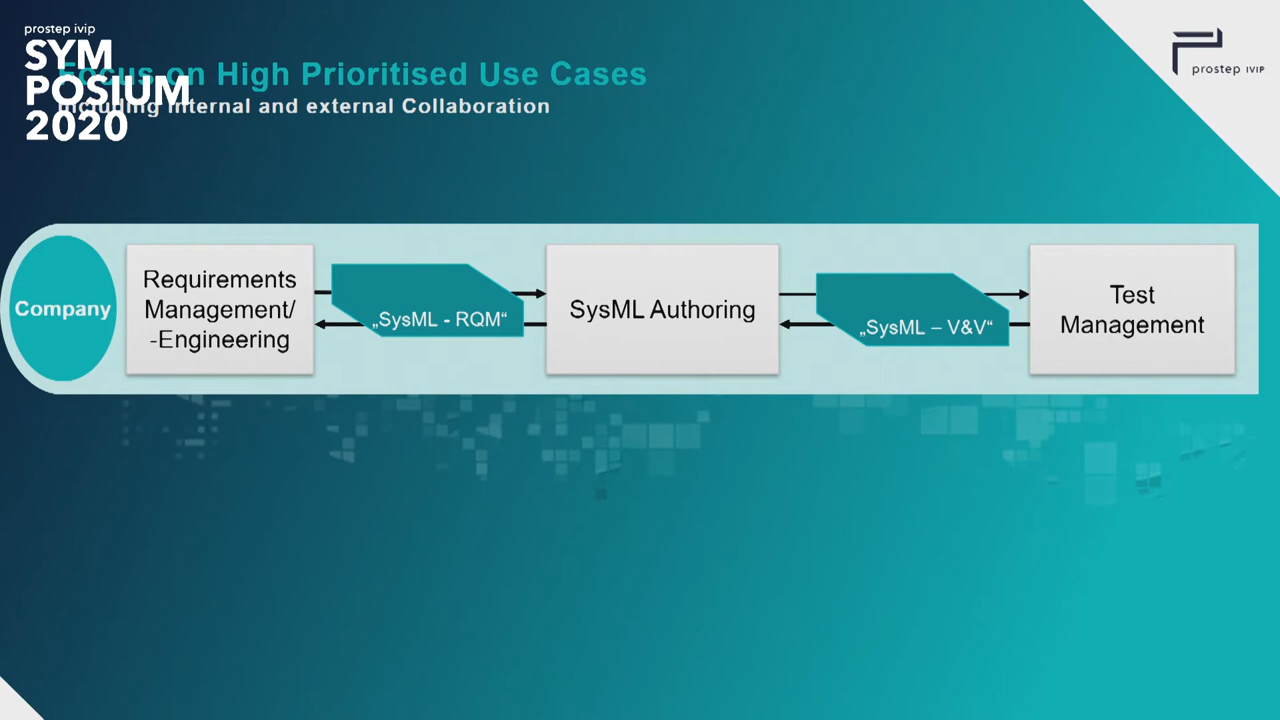 prostep ivip
SYM
POSIUM
2020
Focus on High Prioritised Use Cases
Including Internal and external Collaboration
prostep IVIP
Company
Requirements
Management/
-Engineering
„SysML - RQM“
SysML Authoring
„SysML – V&V“
Test
Management